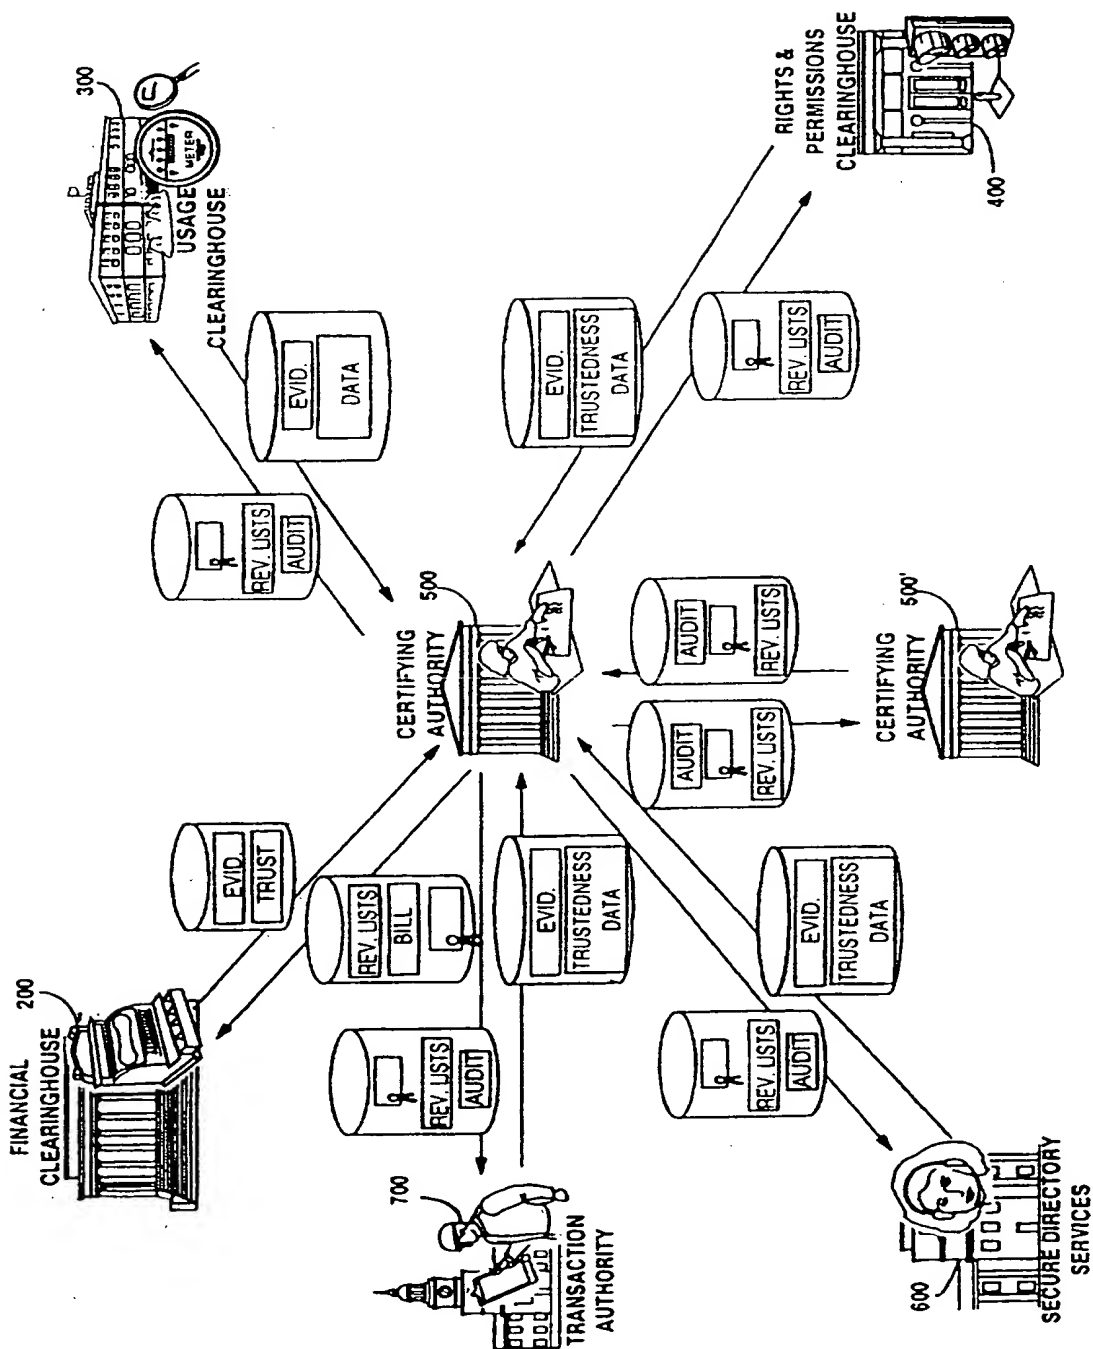 FINANCIAL
CLEARINGHOUSE
200
EVID.
TRUST
REV. LISTS
BILL
300
METER
USAGE
CLEARINGHOUSE
REV. LISTS
AUDIT
EVID.
DATA
700
TRANSACTION
AUTHORITY
REV. LISTS
AUDIT
EVID.
TRUSTEDNESS
DATA
CERTIFYING
AUTHORITY
500
EVID.
TRUSTEDNESS
DATA
REV. LISTS
AUDIT
RIGHTS &
PERMISSIONS
CLEARINGHOUSE
400
600
SECURE DIRECTORY
SERVICES
REV. LISTS
AUDIT
EVID.
TRUSTEDNESS
DATA
AUDIT
REV. LISTS
AUDIT
REV. LISTS
CERTIFYING
AUTHORITY
500'